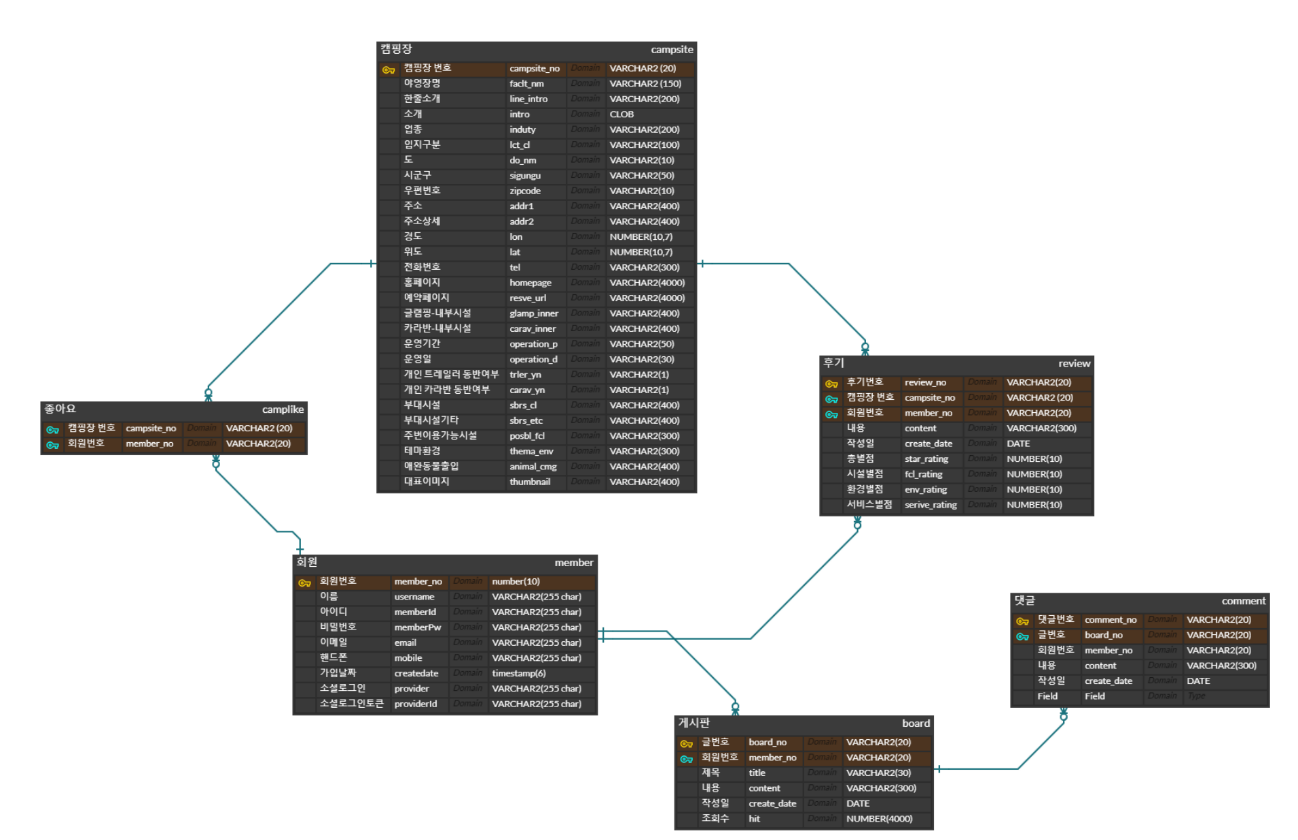 캠핑장 campsite
캠핑장 번호 campsite_no Domain VARCHAR2 (20)
야영장명 faclt_nm Domain VARCHAR2 (150)
한줄소개 line_intro Domain VARCHAR2(200)
소개 intro Domain CLOB
업종 induty Domain VARCHAR2(200)
입지구분 lct_cl Domain VARCHAR2(100)
도 do_nm Domain VARCHAR2(10)
시군구 sigungu Domain VARCHAR2(50)
우편번호 zipcode Domain VARCHAR2(10)
주소 addr1 Domain VARCHAR2(400)
주소상세 addr2 Domain VARCHAR2(400)
경도 lon Domain NUMBER(10,7)
위도 lat Domain NUMBER(10,7)
전화번호 tel Domain VARCHAR2(300)
홈페이지 homepage Domain VARCHAR2(4000)
예약페이지 resve_url Domain VARCHAR2(4000)
글램핑-내부시설 glamp_inner Domain VARCHAR2(400)
카라반-내부시설 carav_inner Domain VARCHAR2(400)
운영기간 operation_p Domain VARCHAR2(50)
운영일 operation_d Domain VARCHAR2(30)
개인 트레일러 동반여부 trler_yn Domain VARCHAR2(1)
개인 카라반 동반여부 carav_yn Domain VARCHAR2(1)
부대시설 sbrs_cl Domain VARCHAR2(400)
부대시설기타 sbrs_etc Domain VARCHAR2(400)
주변이용가능시설 posbl_fcl Domain VARCHAR2(300)
테마환경 thema_env Domain VARCHAR2(300)
애완동물출입 animal_cmg Domain VARCHAR2(400)
대표이미지 thumbnail Domain VARCHAR2(400)
좋아요 camplike
캠핑장 번호 campsite_no Domain VARCHAR2 (20)
회원번호 member_no Domain VARCHAR2(20)
후기 review
후기번호 review_no Domain VARCHAR2(20)
캠핑장 번호 campsite_no Domain VARCHAR2 (20)
회원번호 member_no Domain VARCHAR2(20)
내용 content Domain VARCHAR2(300)
작성일 create_date Domain DATE
총별점 star_rating Domain NUMBER(10)
시설별점 fcl_rating Domain NUMBER(10)
환경별점 env_rating Domain NUMBER(10)
서비스별점 serive_rating Domain NUMBER(10)
회원 member
회원번호 member_no Domain number(10)
이름 username Domain VARCHAR2(255 char)
아이디 memberId Domain VARCHAR2(255 char)
비밀번호 memberPw Domain VARCHAR2(255 char)
이메일 email Domain VARCHAR2(255 char)
핸드폰 mobile Domain VARCHAR2(255 char)
가입날짜 createdate Domain timestamp(6)
소셜로그인 provider Domain VARCHAR2(255 char)
소셜로그인토큰 providerId Domain VARCHAR2(255 char)
댓글 comment
댓글번호 comment_no Domain VARCHAR2(20)
글번호 board_no Domain VARCHAR2(20)
회원번호 member_no Domain VARCHAR2(20)
내용 content Domain VARCHAR2(300)
작성일 create_date Domain DATE
Field Field Domain Type
게시판 board
글번호 board_no Domain VARCHAR2(20)
회원번호 member_no Domain VARCHAR2(20)
제목 title Domain VARCHAR2(30)
내용 content Domain VARCHAR2(300)
작성일 create_date Domain DATE
조회수 hit Domain NUMBER(4000)